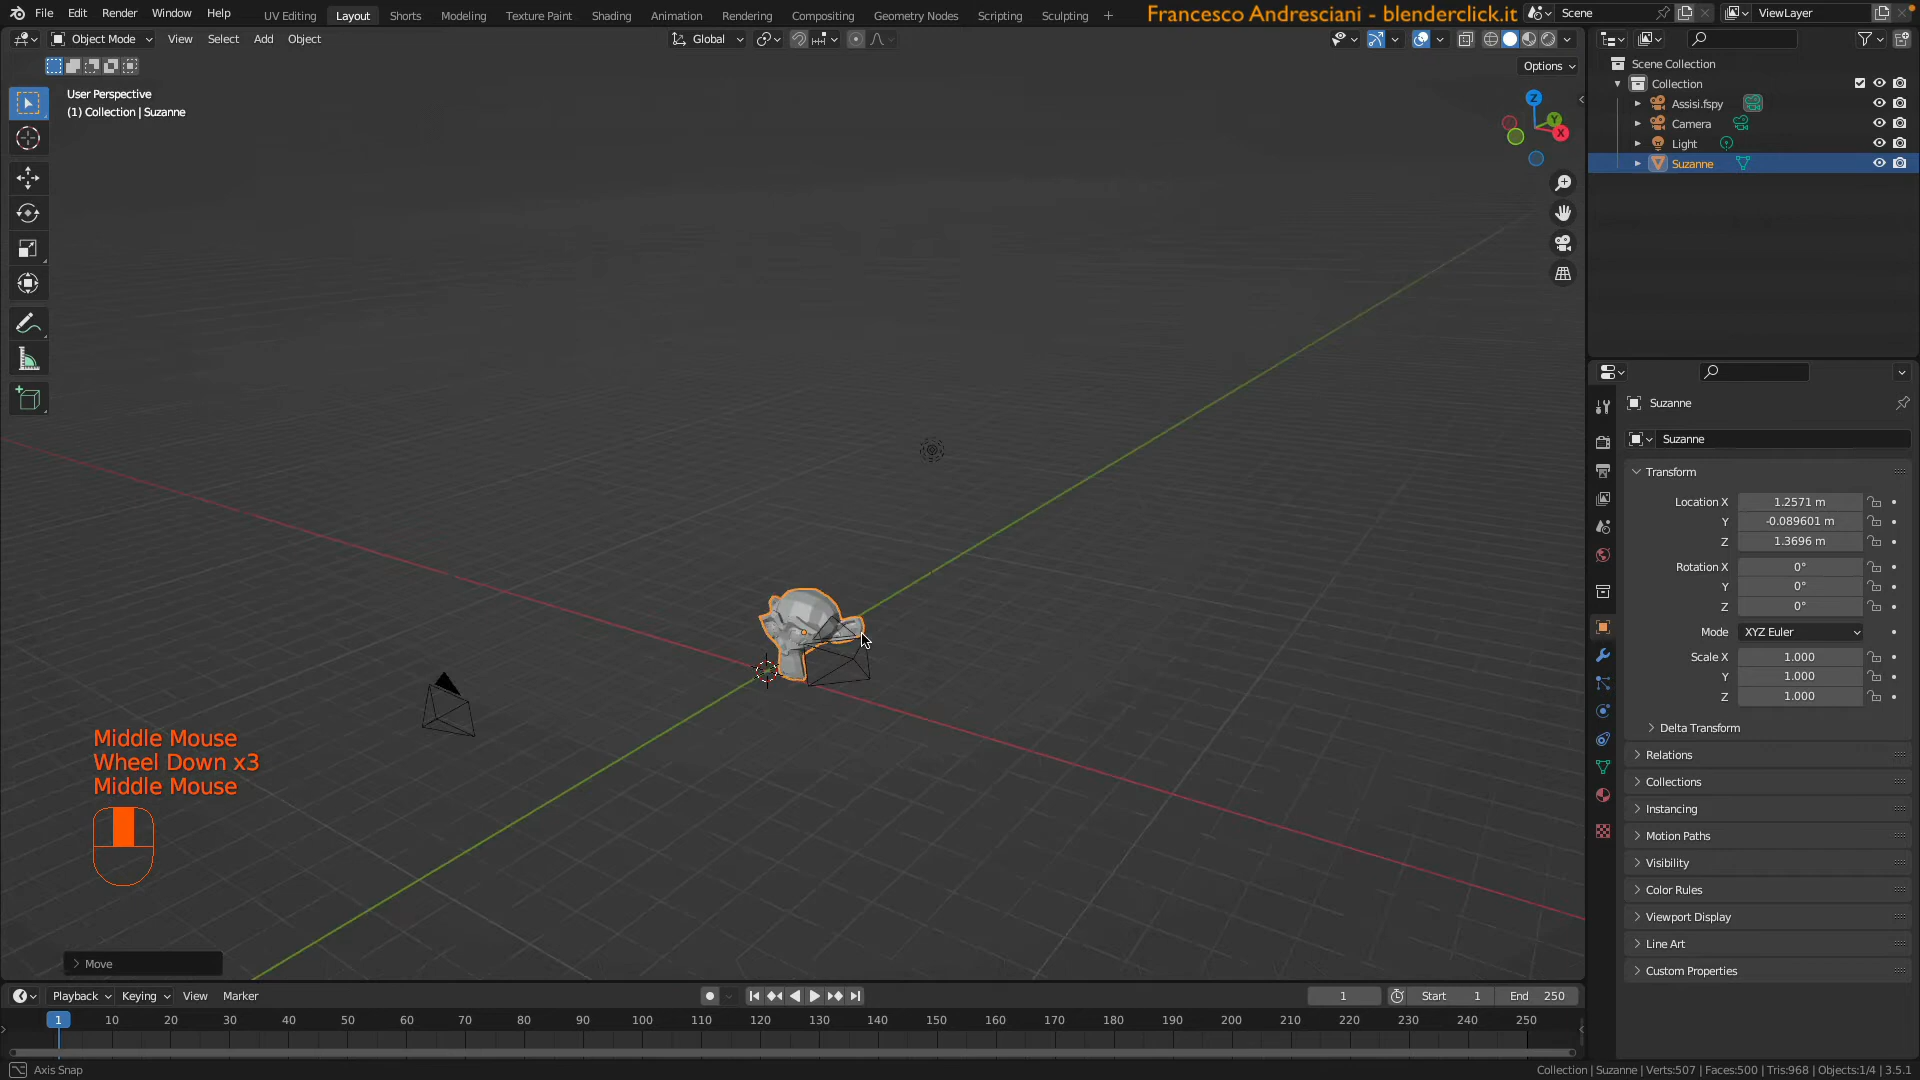 File Edit Render Window Help
UV Editing Layout Shorts Modeling Texture Paint Shading Animation Rendering Compositing Geometry Nodes Scripting Sculpting +
Francesco Andresciani - blenderclick.it
Scene ViewLayer
Object Mode View Select Add Object
Global
Options
User Perspective
(1) Collection | Suzanne
Z
Y
X
Scene Collection
Collection
Assisi.fspy
Camera
Light
Suzanne
Suzanne
Suzanne
Transform
Location X 1.2571 m
Y -0.089601 m
Z 1.3696 m
Rotation X 0°
Y 0°
Z 0°
Mode XYZ Euler
Scale X 1.000
Y 1.000
Z 1.000
Delta Transform
Relations
Collections
Instancing
Motion Paths
Visibility
Color Rules
Viewport Display
Line Art
Custom Properties
Middle Mouse
Wheel Down x3
Middle Mouse
Move
Playback Keying View Marker
1 Start 1 End 250
1 10 20 30 40 50 60 70 80 90 100 110 120 130 140 150 160 170 180 190 200 210 220 230 240 250
Axis Snap
Collection | Suzanne | Verts:507 | Faces:500 | Tris:968 | Objects:1/4 | 3.5.1